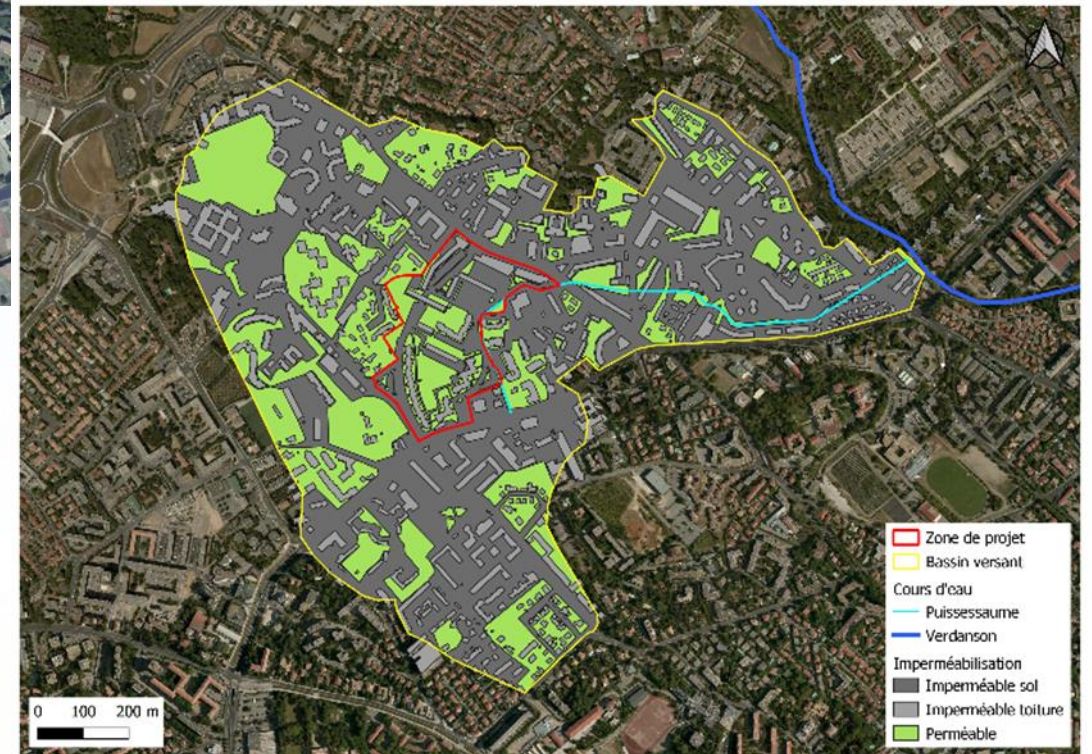 Zone de projet
Bassin versant
Cours d'eau
Puissessaume
Verdanson
Imperméabilisation
Imperméable sol
Imperméable toiture
Perméable
0 100 200 m